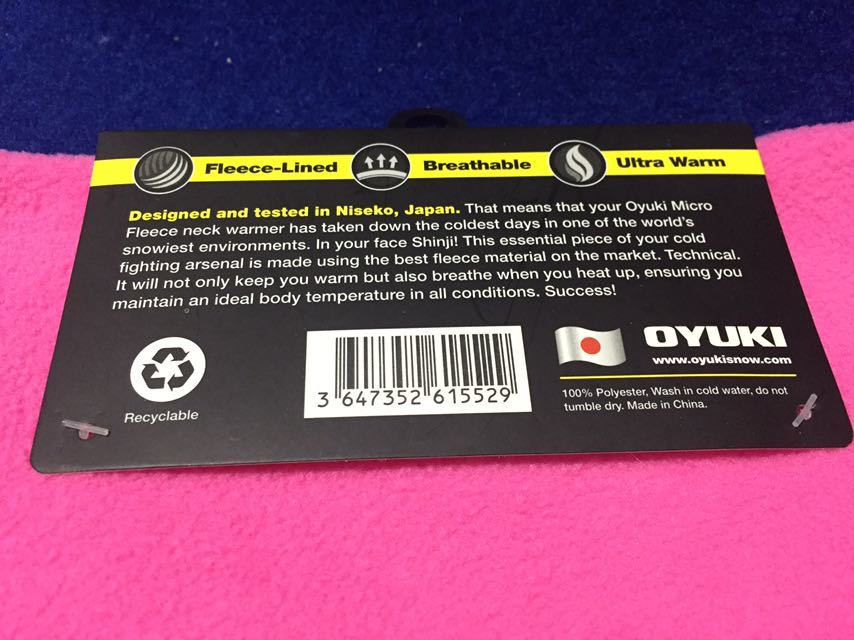 Fleece-Lined Breathable Ultra Warm
Designed and tested in Niseko, Japan. That means that your Oyuki Micro
Fleece neck warmer has taken down the coldest days in one of the world's
snowiest environments. In your face Shinji! This essential piece of your cold
fighting arsenal is made using the best fleece material on the market. Technical.
It will not only keep you warm but also breathe when you heat up, ensuring you
maintain an ideal body temperature in all conditions. Success!
Recyclable
3 647352 615529
OYUKI
www.oyukisnow.com
100% Polyester, Wash in cold water, do not
tumble dry. Made in China.